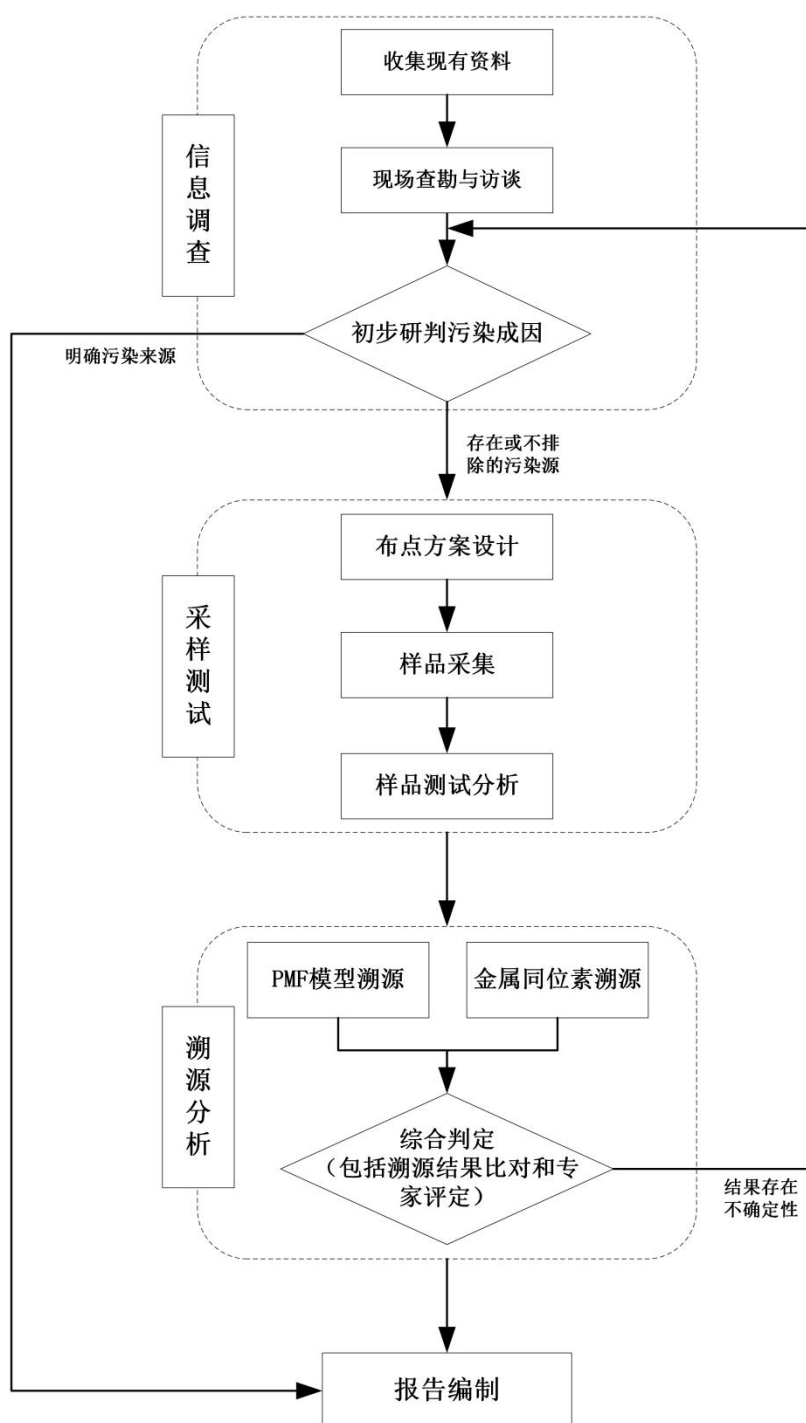 收集现有资料
信息调查
现场查勘与访谈
初步研判污染成因
明确污染来源
存在或不排
除的污染源
布点方案设计
采样测试
样品采集
样品测试分析
PMF模型溯源
金属同位素溯源
溯源分析
综合判定
（包括溯源结果比对和专
家评定）
结果存在
不确定性
报告编制